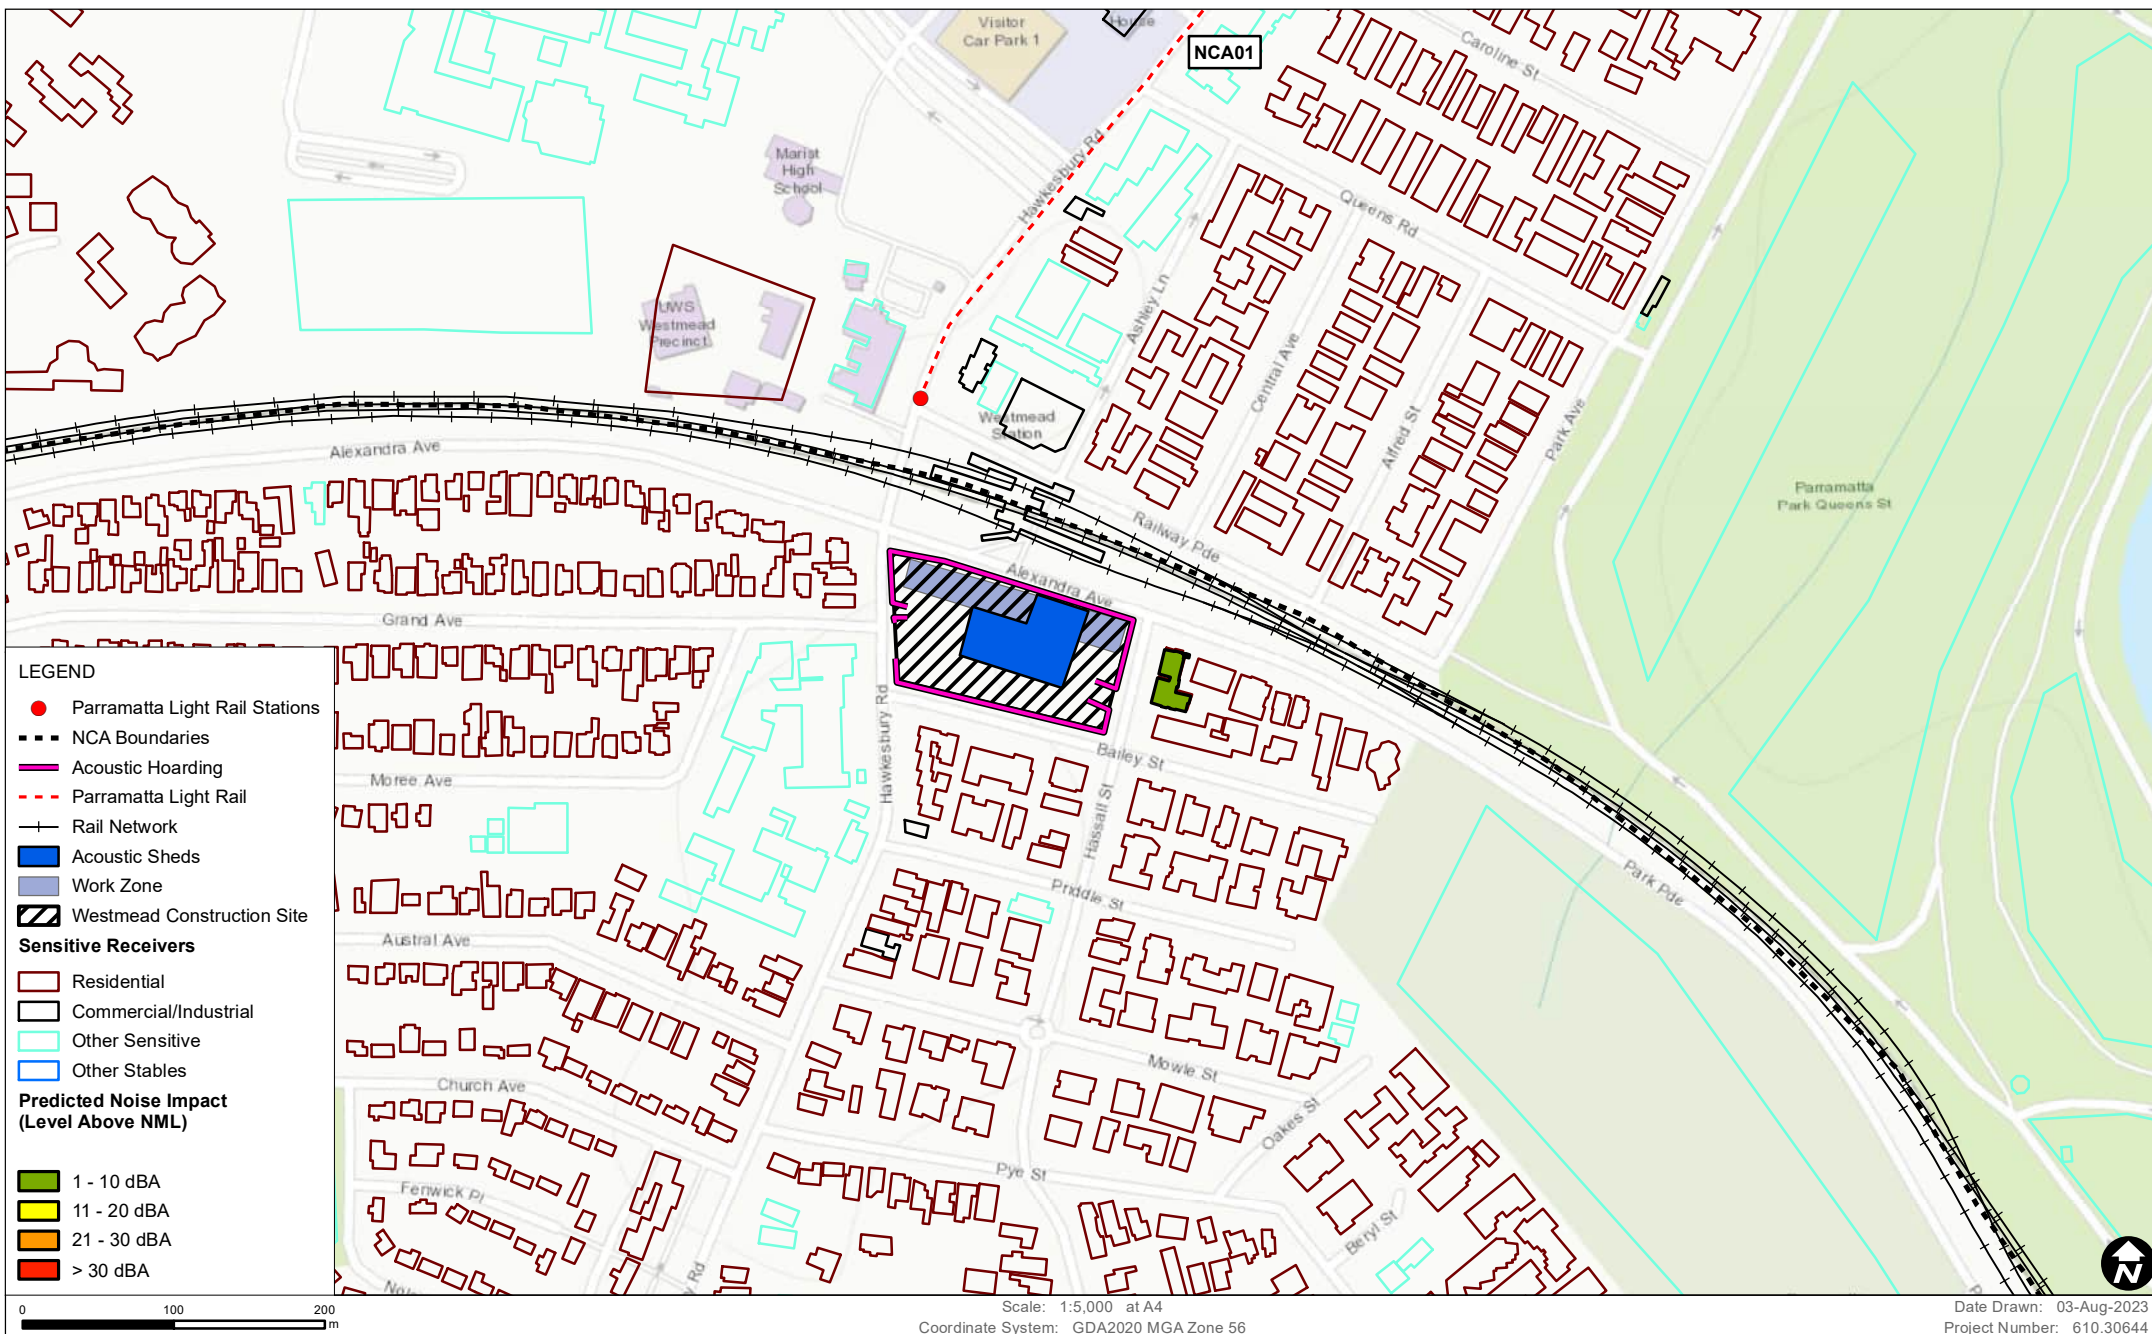 Visitor
Car Park 1
House
NCA01
Caroline St
Marist
High
School
Hawkesbury Rd
Queens Rd
UWS
Westmead
Precinct
Ashley Ln
Central Ave
Westmead
Station
Alfred St
Park Ave
Alexandra Ave
Parramatta
Park Queens St
Railway Pde
Alexandra Ave
Grand Ave
Hawkesbury Rd
Bailey St
Moree Ave
Hassall St
Priddle St
Park Pde
Austral Ave
Mowle St
Church Ave
Oakes St
Pye St
Fenwick Pl
Beryl St
y Rd
LEGEND
Parramatta Light Rail Stations
NCA Boundaries
Acoustic Hoarding
Parramatta Light Rail
Rail Network
Acoustic Sheds
Work Zone
Westmead Construction Site
Sensitive Receivers
Residential
Commercial/Industrial
Other Sensitive
Other Stables
Predicted Noise Impact
(Level Above NML)
1 - 10 dBA
11 - 20 dBA
21 - 30 dBA
> 30 dBA
N
0 100 200
m
Scale: 1:5,000 at A4
Coordinate System: GDA2020 MGA Zone 56
Date Drawn: 03-Aug-2023
Project Number: 610.30644